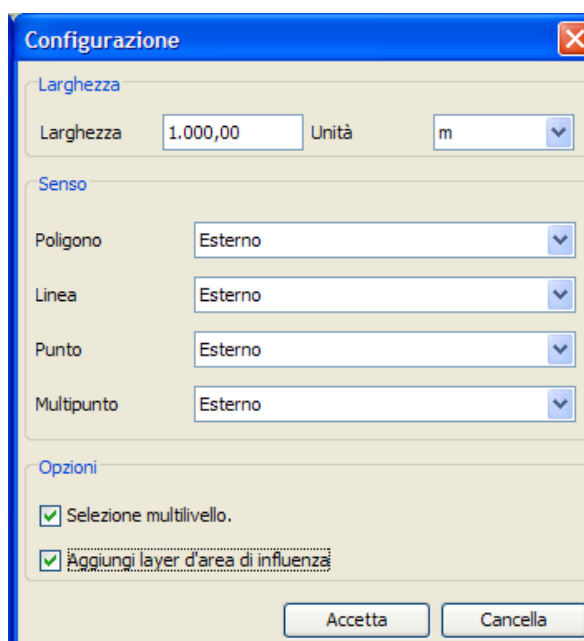 Configurazione
Larghezza
Larghezza 1.000,00 Unità m
Senso
Poligono Esterno
Linea Esterno
Punto Esterno
Multipunto Esterno
Opzioni
Selezione multilivello.
Aggiungi layer d'area di influenza
Accetta Cancella